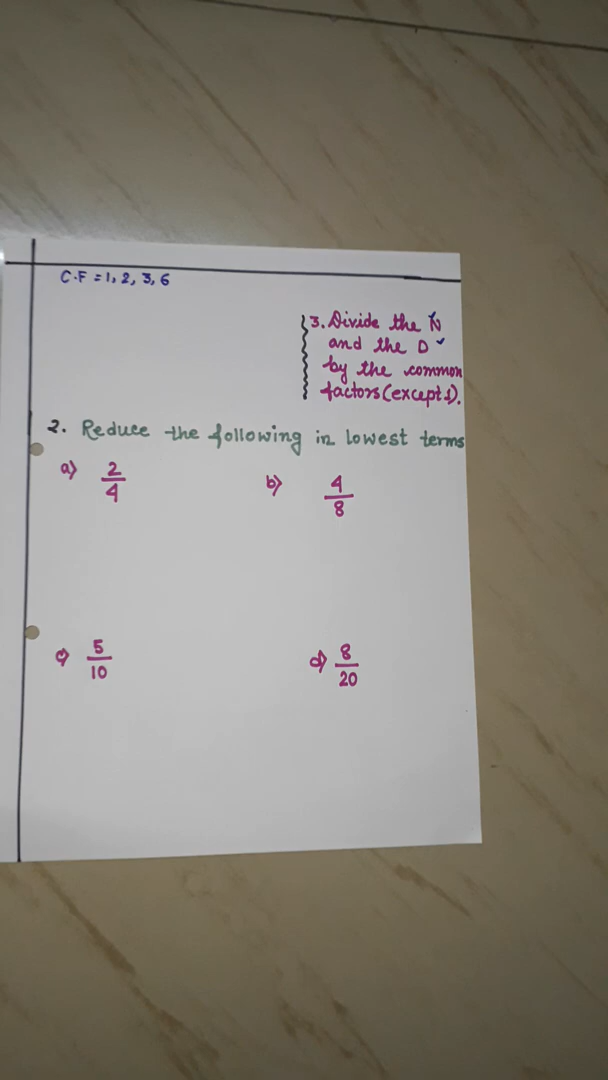 C.F = 1, 2, 3, 6
3. Divide the N
and the D
by the common
factors (except 1).
2. Reduce the following in lowest terms
a) 2/4 b) 4/8
c) 5/10 d) 8/20